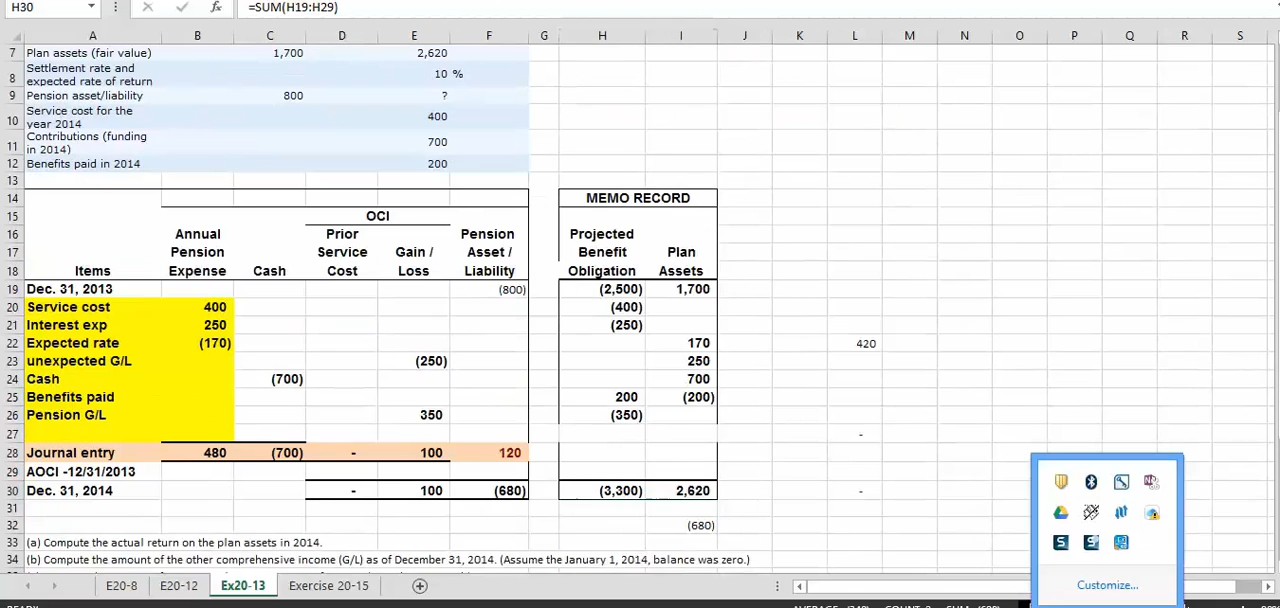 H30 fx =SUM(H19:H29)
A B C D E F G H I J K L M N O P Q R S
7 Plan assets (fair value) 1,700 2,620
8 Settlement rate and
expected rate of return 10 %
9 Pension asset/liability 800 ?
10 Service cost for the
year 2014 400
11 Contributions (funding
in 2014) 700
12 Benefits paid in 2014 200
13
14 MEMO RECORD
15 OCI
16 Annual Prior Pension Projected
17 Pension Service Gain / Asset / Benefit Plan
18 Items Expense Cash Cost Loss Liability Obligation Assets
19 Dec. 31, 2013 (800) (2,500) 1,700
20 Service cost 400 (400)
21 Interest exp 250 (250)
22 Expected rate (170) 170 420
23 unexpected G/L (250) 250
24 Cash (700) 700
25 Benefits paid 200 (200)
26 Pension G/L 350 (350)
27 -
28 Journal entry 480 (700) - 100 120
29 AOCI -12/31/2013
30 Dec. 31, 2014 - 100 (680) (3,300) 2,620 -
31
32 (680)
33 (a) Compute the actual return on the plan assets in 2014.
34 (b) Compute the amount of the other comprehensive income (G/L) as of December 31, 2014. (Assume the January 1, 2014, balance was zero.)
E20-8 E20-12 Ex20-13 Exercise 20-15
Customize...